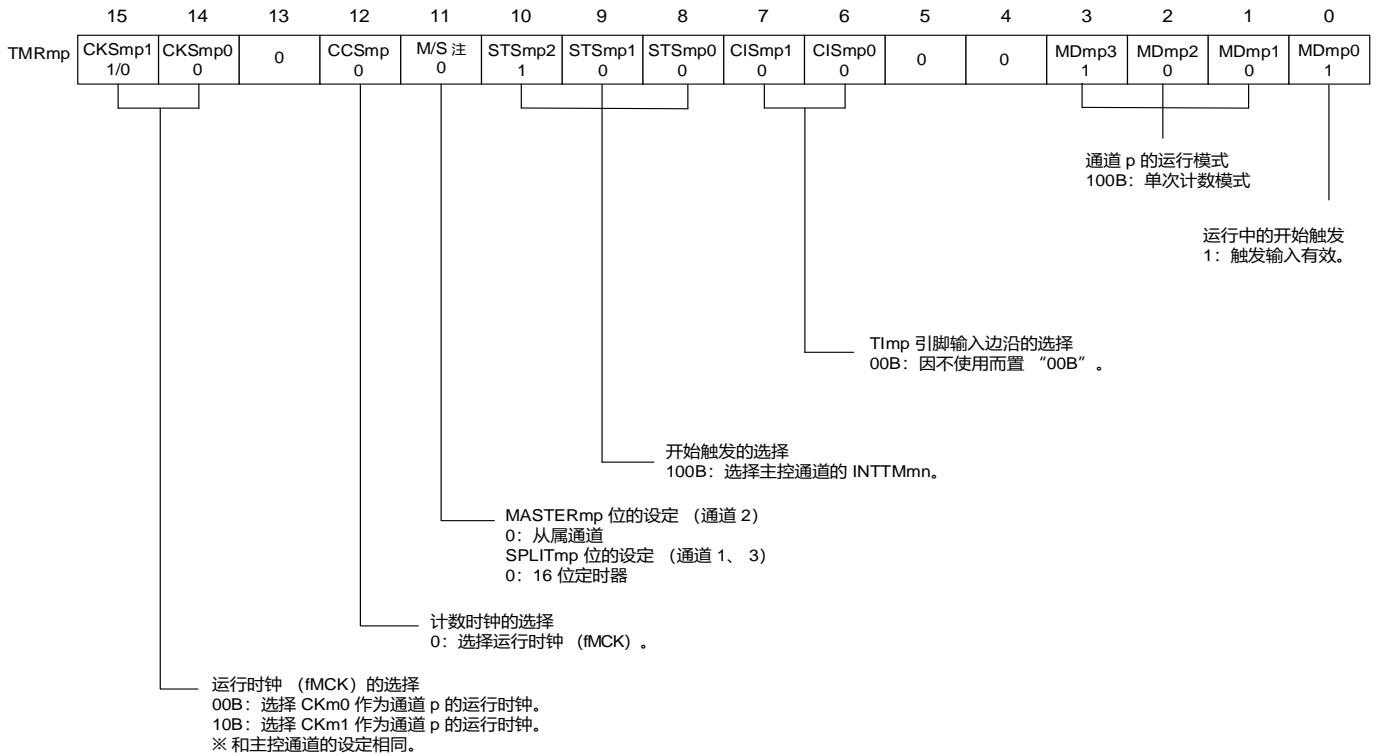 15 14 13 12 11 10 9 8 7 6 5 4 3 2 1 0
TMRmp CKSmp1 CKSmp0 0 CCSmp M/S 注 STSmp2 STSmp1 STSmp0 CISmp1 CISmp0 0 0 MDmp3 MDmp2 MDmp1 MDmp0
1/0 0 0 0 1 0 0 0 0 1 0 0 1
通道 p 的运行模式
100B：单次计数模式
运行中的开始触发
1：触发输入有效。
TImp 引脚输入边沿的选择
00B：因不使用而置 “00B” 。
开始触发的选择
100B：选择主控通道的 INTTMmn。
MASTERmp 位的设定 （通道 2）
0：从属通道
SPLITmp 位的设定 （通道 1、 3）
0：16 位定时器
计数时钟的选择
0：选择运行时钟 （fMCK）。
运行时钟 （fMCK）的选择
00B：选择 CKm0 作为通道 p 的运行时钟。
10B：选择 CKm1 作为通道 p 的运行时钟。
※ 和主控通道的设定相同。